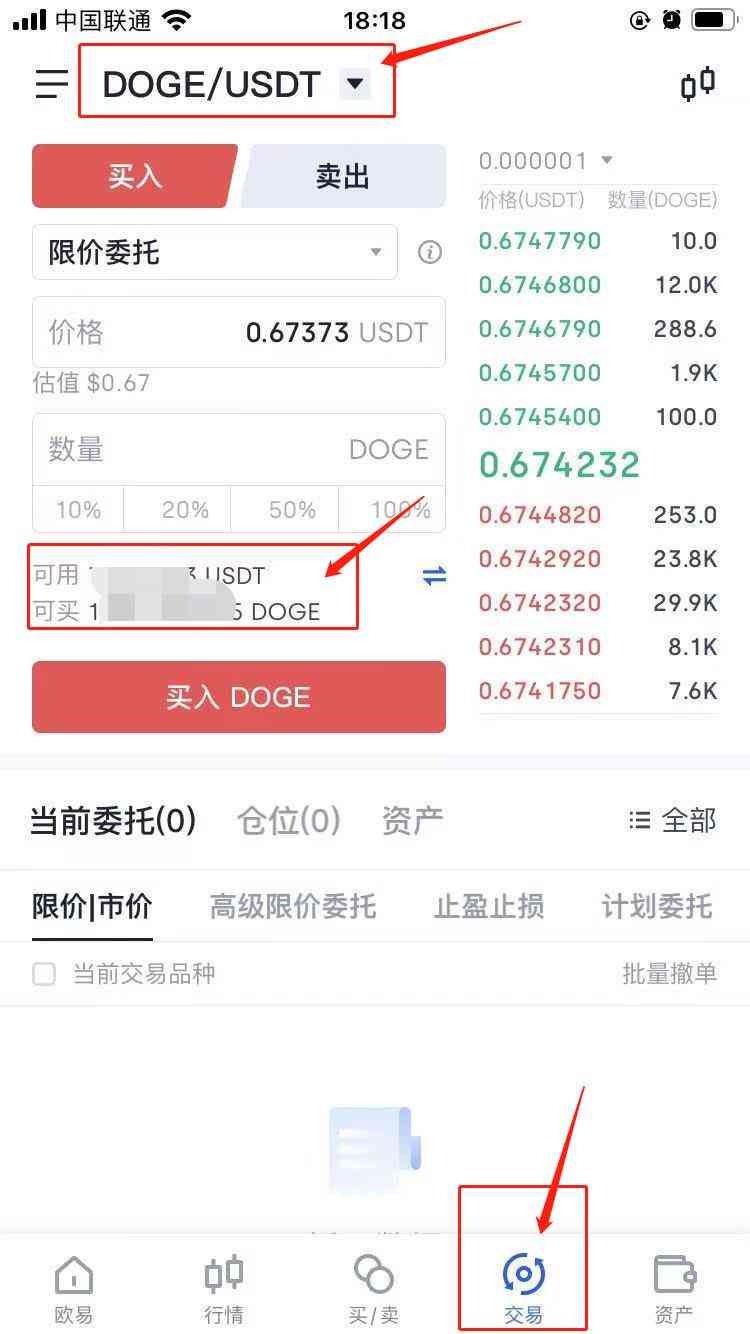 中国联通 18:18
DOGE/USDT
买入 卖出
限价委托
价格 0.67373 USDT
估值 $0.67
数量 DOGE
10% 20% 50% 100%
可用 3 USDT
可买 1 5 DOGE
买入 DOGE
0.000001
价格(USDT) 数量(DOGE)
0.6747790 10.0
0.6746800 12.0K
0.6746790 288.6
0.6745700 1.9K
0.6745400 100.0
0.674232
0.6744820 253.0
0.6742920 23.8K
0.6742320 29.9K
0.6742310 8.1K
0.6741750 7.6K
当前委托(0) 仓位(0) 资产 全部
限价|市价 高级限价委托 止盈止损 计划委托
当前交易品种 批量撤单
欧易 行情 买/卖 交易 资产